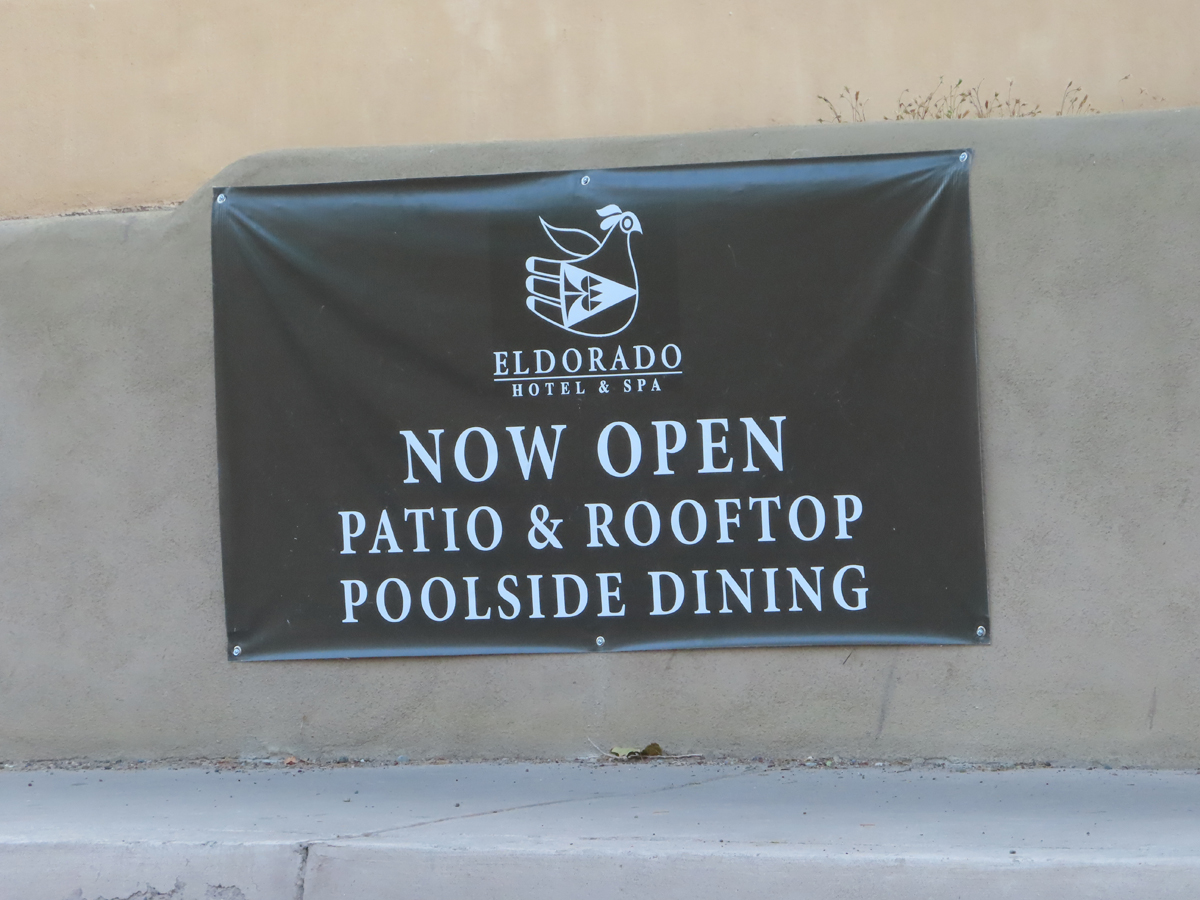 ELDORADO
HOTEL & SPA
NOW OPEN
PATIO & ROOFTOP
POOLSIDE DINING